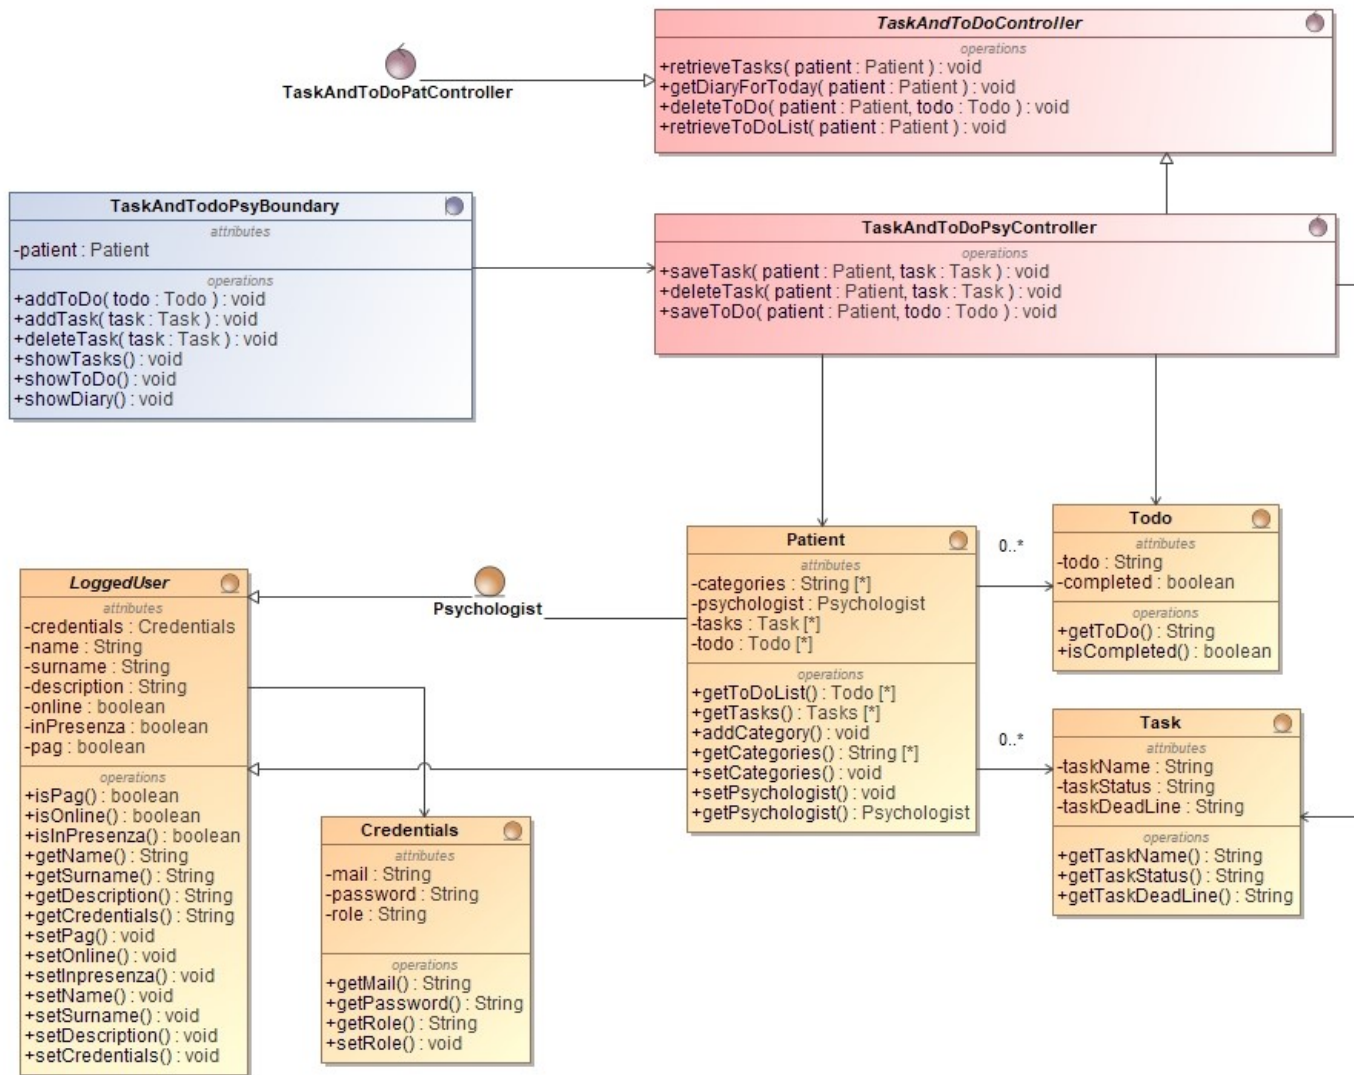 TaskAndToDoController
operations
+retrieveTasks( patient : Patient ) : void
+getDiaryForToday( patient : Patient ) : void
+deleteToDo( patient : Patient, todo : Todo ) : void
+retrieveToDoList( patient : Patient ) : void
TaskAndToDoPatController
TaskAndTodoPsyBoundary
attributes
-patient : Patient
operations
+addToDo( todo : Todo ) : void
+addTask( task : Task ) : void
+deleteTask( task : Task ) : void
+showTasks() : void
+showToDo() : void
+showDiary() : void
TaskAndToDoPsyController
operations
+saveTask( patient : Patient, task : Task ) : void
+deleteTask( patient : Patient, task : Task ) : void
+saveToDo( patient : Patient, todo : Todo ) : void
LoggedUser
attributes
-credentials : Credentials
-name : String
-surname : String
-description : String
-online : boolean
-inPresenza : boolean
-pag : boolean
operations
+isPag() : boolean
+isOnline() : boolean
+isInPresenza() : boolean
+getName() : String
+getSurname() : String
+getDescription() : String
+getCredentials() : String
+setPag() : void
+setOnline() : void
+setInpresenza() : void
+setName() : void
+setSurname() : void
+setDescription() : void
+setCredentials() : void
Psychologist
Credentials
attributes
-mail : String
-password : String
-role : String
operations
+getMail() : String
+getPassword() : String
+getRole() : String
+setRole() : void
Patient
attributes
-categories : String [*]
-psychologist : Psychologist
-tasks : Task [*]
-todo : Todo [*]
operations
+getToDoList() : Todo [*]
+getTasks() : Tasks [*]
+addCategory() : void
+getCategories() : String [*]
+setCategories() : void
+setPsychologist() : void
+getPsychologist() : Psychologist
0..*
0..*
Todo
attributes
-todo : String
-completed : boolean
operations
+getToDo() : String
+isCompleted() : boolean
Task
attributes
-taskName : String
-taskStatus : String
-taskDeadLine : String
operations
+getTaskName() : String
+getTaskStatus() : String
+getTaskDeadLine() : String